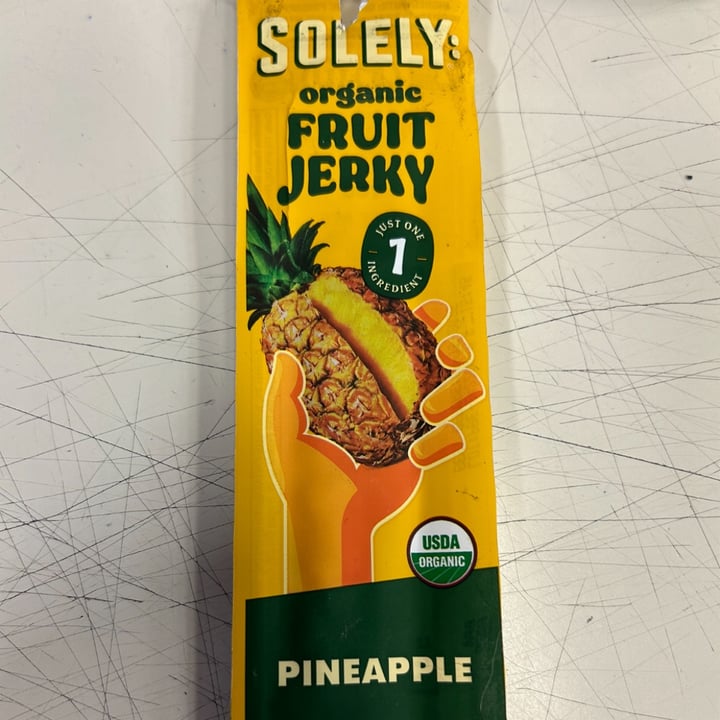 SOLELY:
organic
FRUIT
JERKY
JUST ONE
1
INGREDIENT
USDA
ORGANIC
PINEAPPLE